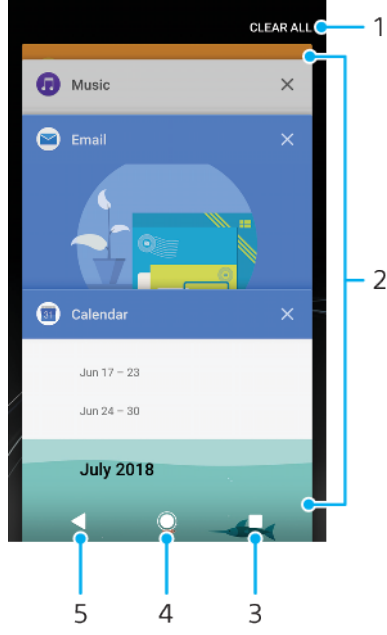 CLEAR ALL
1
Music
Email
2
31
Calendar
Jun 17 – 23
Jun 24 – 30
July 2018
5
4
3